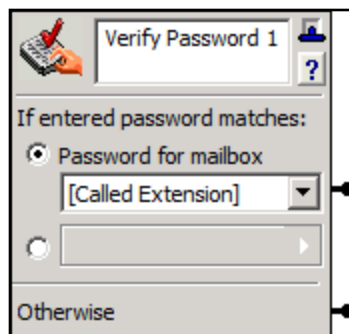 Verify Password 1
?
If entered password matches:
Password for mailbox
[Called Extension]
Otherwise